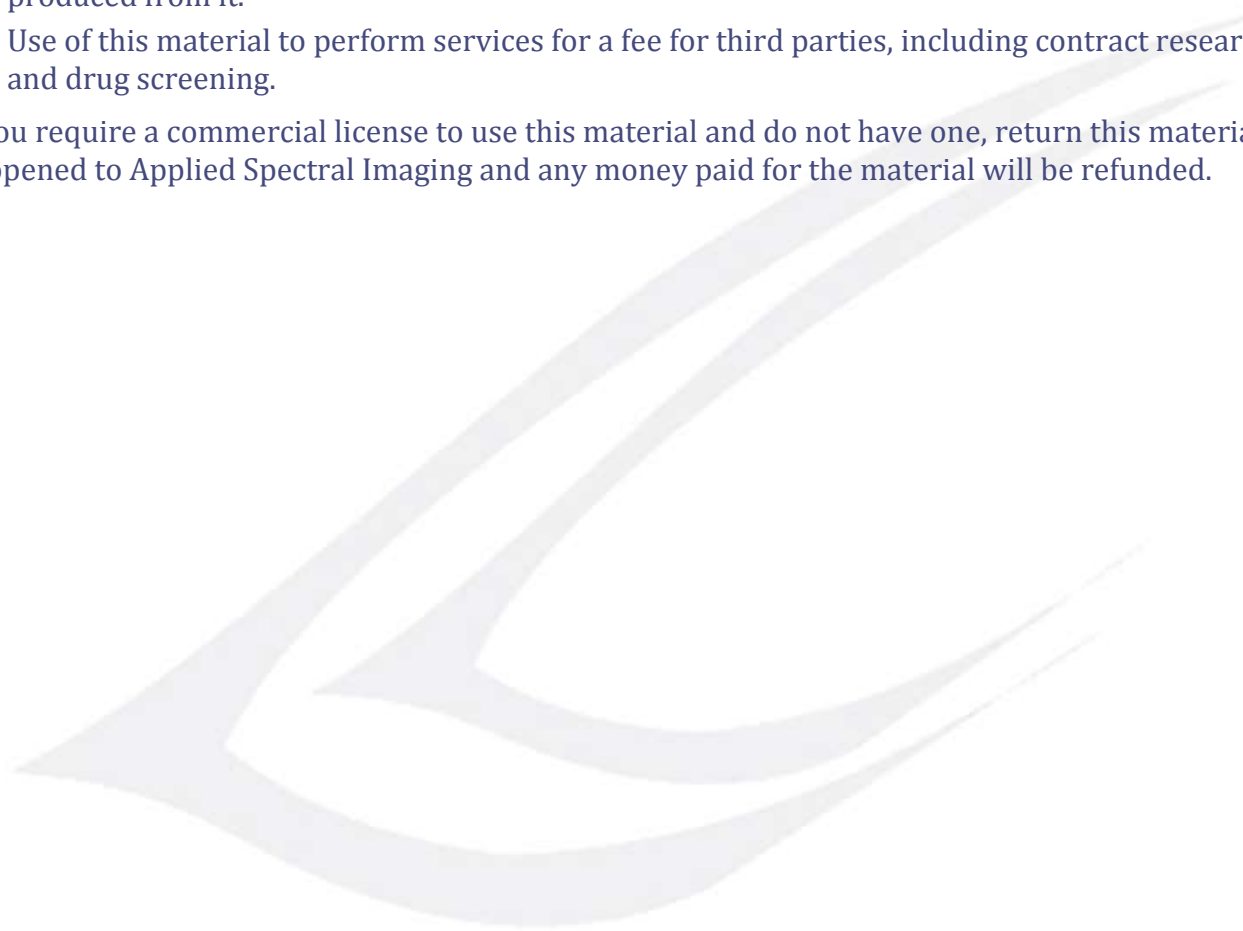 produced from it.
Use of this material to perform services for a fee for third parties, including contract resear
and drug screening.
ou require a commercial license to use this material and do not have one, return this materia
opened to Applied Spectral Imaging and any money paid for the material will be refunded.